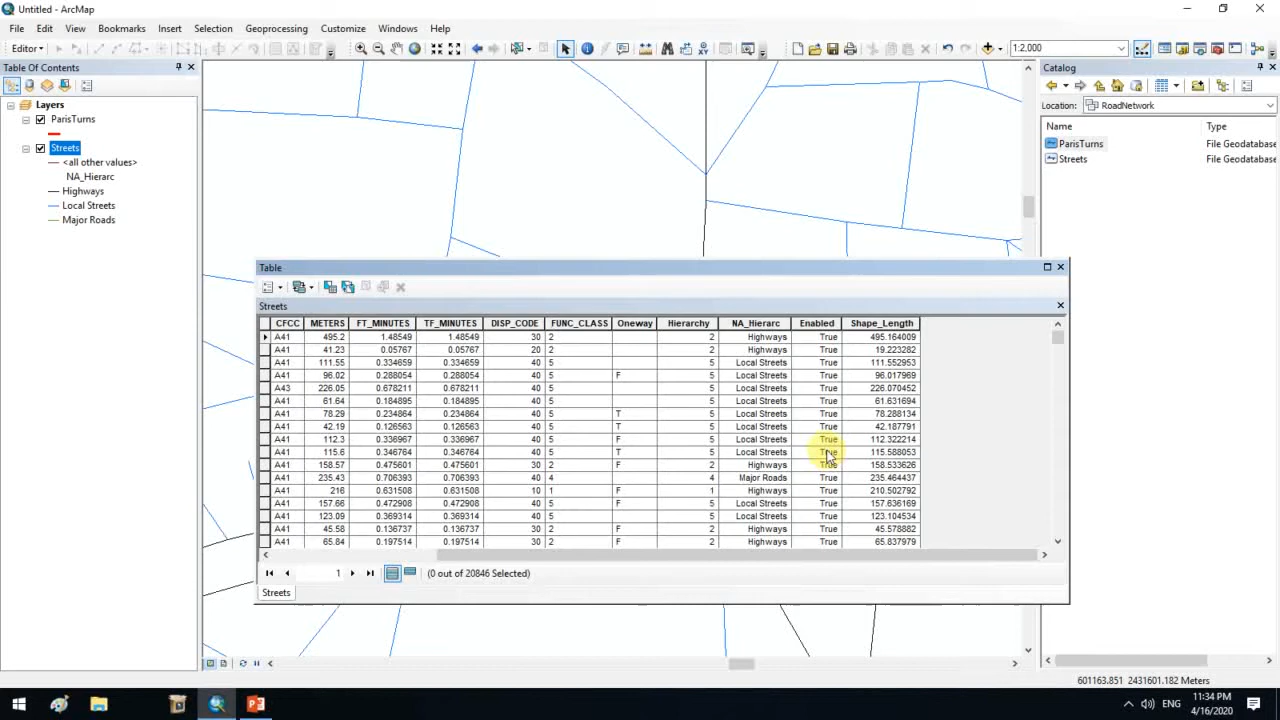 Untitled - ArcMap
File Edit View Bookmarks Insert Selection Geoprocessing Customize Windows Help
Editor 1:2,000
Table Of Contents
Layers
ParisTurns
Streets
<all other values>
NA_Hierarc
Highways
Local Streets
Major Roads
Catalog
Location: RoadNetwork
Name Type
ParisTurns File Geodatabase
Streets File Geodatabase
Table
Streets
CFCC METERS FT_MINUTES TF_MINUTES DISP_CODE FUNC_CLASS Oneway Hierarchy NA_Hierarc Enabled Shape_Length
A41 495.2 1.48549 1.48549 30 2 2 Highways True 495.164009
A41 41.23 0.05767 0.05767 20 2 2 Highways True 19.223282
A41 111.55 0.334659 0.334659 40 5 5 Local Streets True 111.552953
A41 96.02 0.288054 0.288054 40 5 F 5 Local Streets True 96.017969
A43 226.05 0.678211 0.678211 40 5 5 Local Streets True 226.070452
A41 61.64 0.184895 0.184895 40 5 5 Local Streets True 61.631694
A41 78.29 0.234864 0.234864 40 5 T 5 Local Streets True 78.288134
A41 42.19 0.126563 0.126563 40 5 T 5 Local Streets True 42.187791
A41 112.3 0.336967 0.336967 40 5 F 5 Local Streets True 112.322214
A41 115.6 0.346764 0.346764 40 5 T 5 Local Streets True 115.588053
A41 158.57 0.475601 0.475601 30 2 F 2 Highways True 158.533626
A41 235.43 0.706393 0.706393 40 4 4 Major Roads True 235.464437
A41 216 0.631508 0.631508 10 1 F 1 Highways True 210.502792
A41 157.66 0.472908 0.472908 40 5 F 5 Local Streets True 157.636169
A41 123.09 0.369314 0.369314 40 5 5 Local Streets True 123.104534
A41 45.58 0.136737 0.136737 30 2 F 2 Highways True 45.578882
A41 65.84 0.197514 0.197514 30 2 F 2 Highways True 65.837979
1 (0 out of 20846 Selected)
Streets
601163.851 2431601.182 Meters
ENG
11:34 PM
4/16/2020